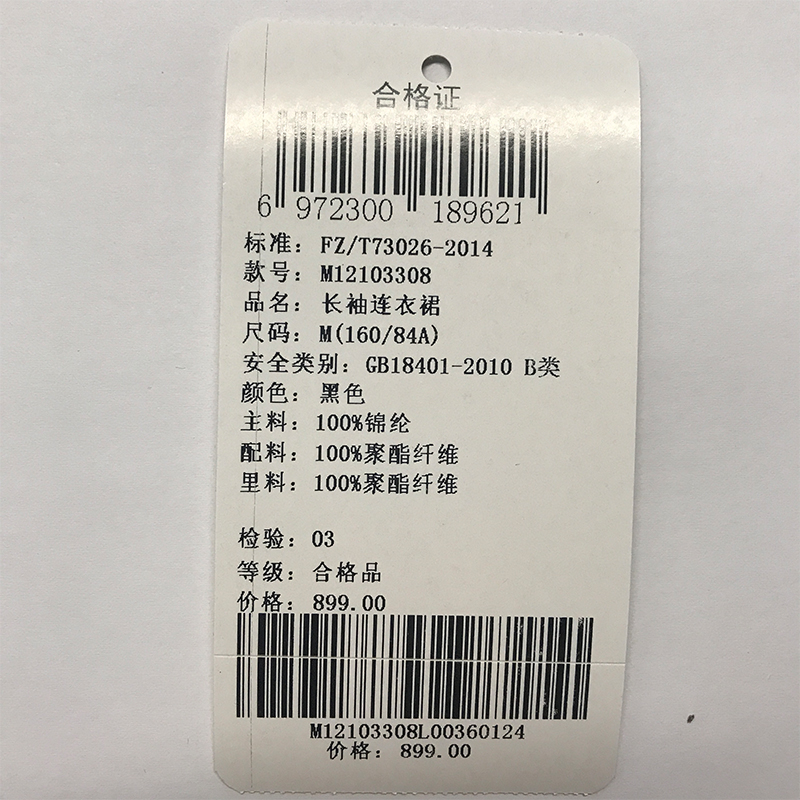 合格证
6 972300 189621
标准: FZ/T73026-2014
款号: M12103308
品名: 长袖连衣裙
尺码: M(160/84A)
安全类别: GB18401-2010 B类
颜色: 黑色
主料: 100%锦纶
配料: 100%聚酯纤维
里料: 100%聚酯纤维
检验: 03
等级: 合格品
价格: 899.00
M12103308L00360124
价格: 899.00